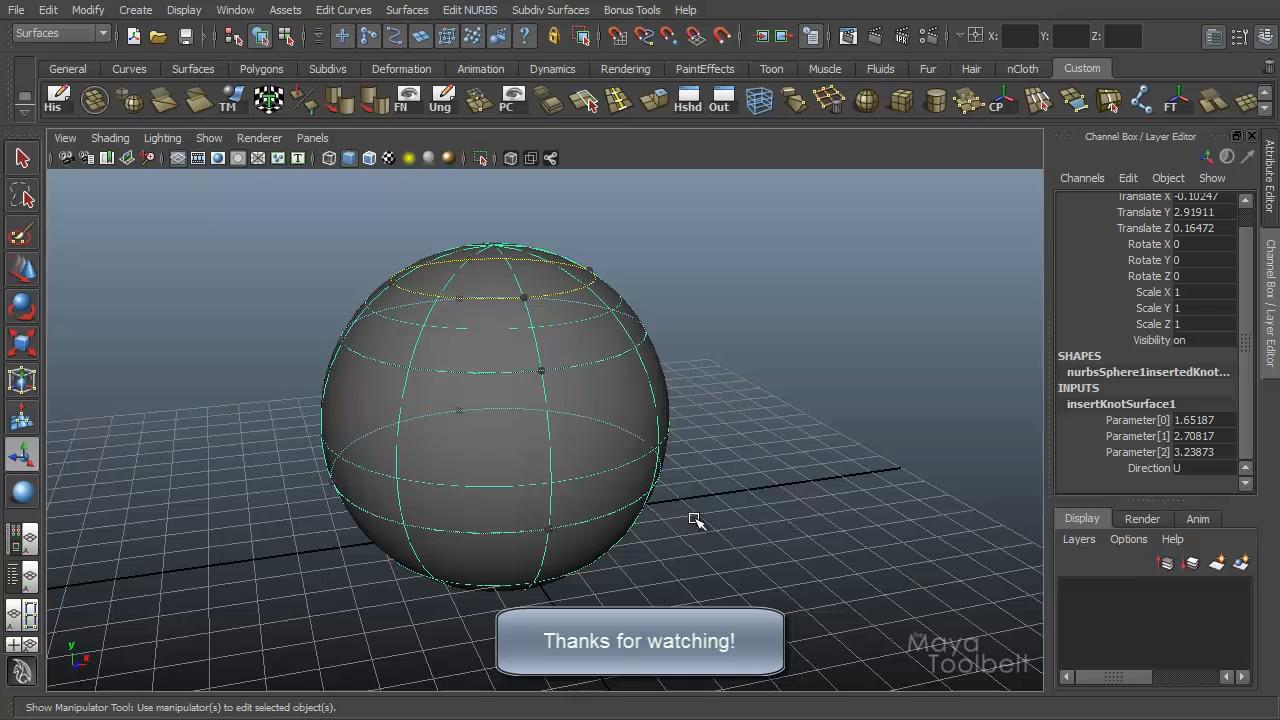 File Edit Modify Create Display Window Assets Edit Curves Surfaces Edit NURBS Subdiv Surfaces Bonus Tools Help
Surfaces X: Y: Z:
General Curves Surfaces Polygons Subdivs Deformation Animation Dynamics Rendering PaintEffects Toon Muscle Fluids Fur Hair nCloth Custom
His TM FN Ung PC Hshd Out CP FT
View Shading Lighting Show Renderer Panels
Channel Box / Layer Editor
Channels Edit Object Show
Translate X -0.10247
Translate Y 2.91911
Translate Z 0.16472
Rotate X 0
Rotate Y 0
Rotate Z 0
Scale X 1
Scale Y 1
Scale Z 1
Visibility on
SHAPES
nurbsSphere1insertedKnot...
INPUTS
insertKnotSurface1
Parameter[0] 1.65187
Parameter[1] 2.70817
Parameter[2] 3.23873
Direction U
Display Render Anim
Layers Options Help
Attribute Editor
Channel Box / Layer Editor
y
x
Thanks for watching!
Maya
Toolbelt
Show Manipulator Tool: Use manipulator(s) to edit selected object(s).